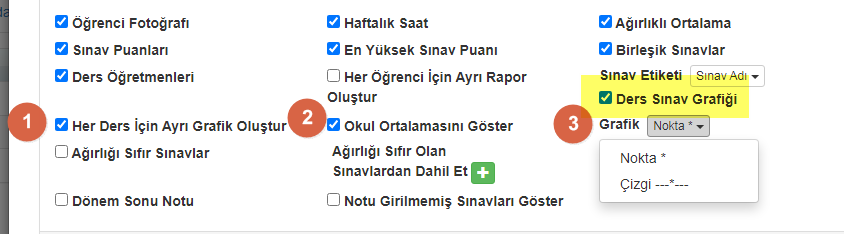 Öğrenci Fotoğrafı
Haftalık Saat
Ağırlıklı Ortalama
Sınav Puanları
En Yüksek Sınav Puanı
Birleşik Sınavlar
Ders Öğretmenleri
Her Öğrenci İçin Ayrı Rapor
Oluştur
Sınav Etiketi Sınav Adı
Ders Sınav Grafiği
1 Her Ders İçin Ayrı Grafik Oluştur
2 Okul Ortalamasını Göster
3 Grafik Nokta *
Nokta *
Çizgi ---*---
Ağırlığı Sıfır Sınavlar
Ağırlığı Sıfır Olan
Sınavlardan Dahil Et +
Dönem Sonu Notu
Notu Girilmemiş Sınavları Göster